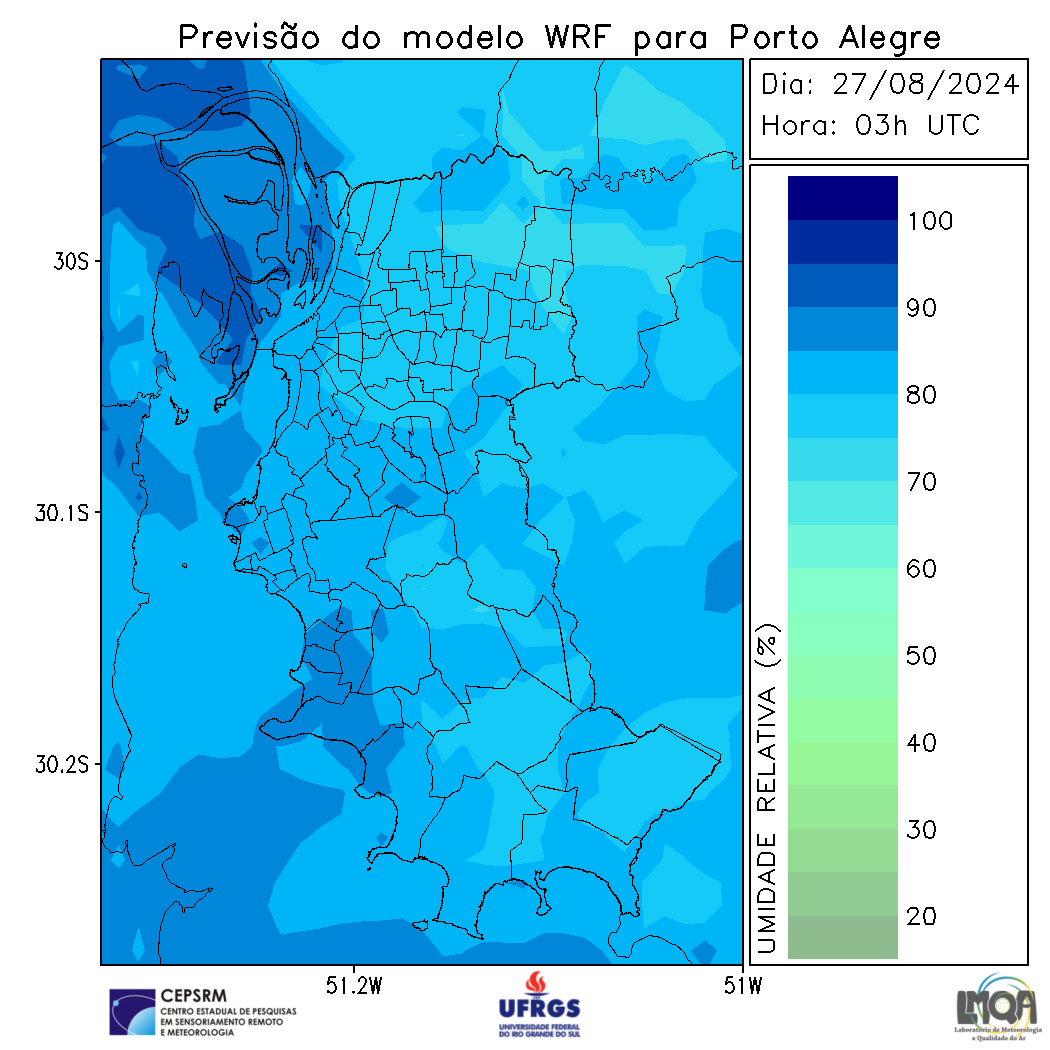 Previsão do modelo WRF para Porto Alegre
Dia: 27/08/2024
Hora: 03h UTC
30S
30.1S
30.2S
51.2W
51W
100
90
80
70
60
50
40
30
20
UMIDADE RELATIVA (%)
CEPSRM
CENTRO ESTADUAL DE PESQUISAS
EM SENSORIAMENTO REMOTO
E METEOROLOGIA
UFRGS
UNIVERSIDADE FEDERAL
DO RIO GRANDE DO SUL
LMQA
Laboratório de Meteorologia
e Qualidade do Ar